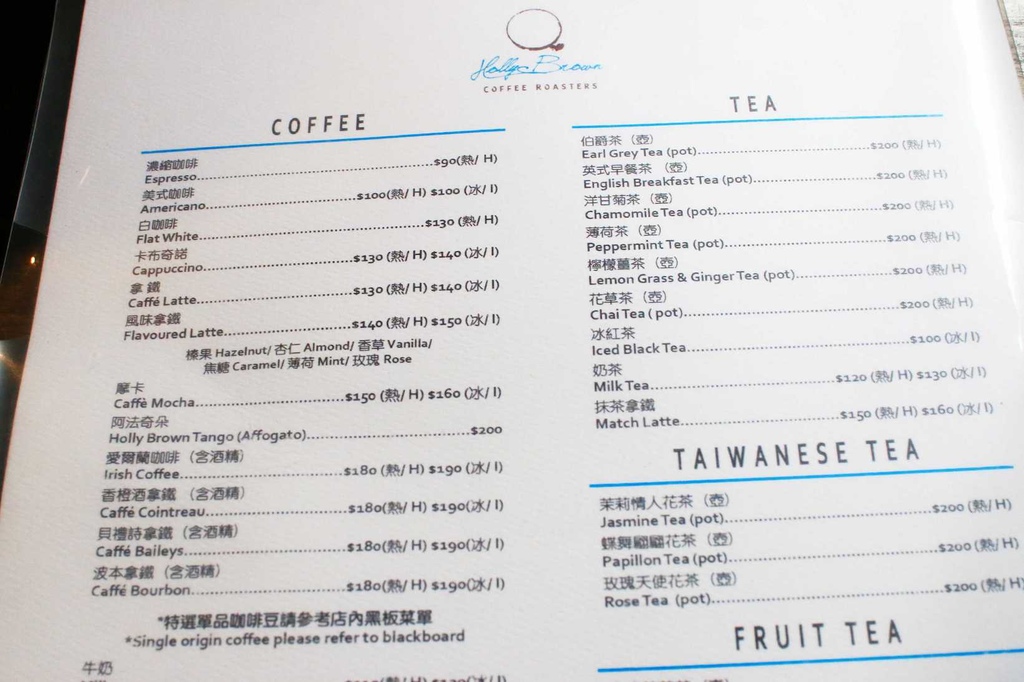 Holly Brown
COFFEE ROASTERS
COFFEE
濃縮咖啡
Espresso........$90(熱/ H)
美式咖啡
Americano........$100(熱/ H) $100 (冰/ I)
白咖啡
Flat White........$130 (熱/ H)
卡布奇諾
Cappuccino........$130 (熱/ H) $140 (冰/ I)
拿 鐵
Caffé Latte........$130 (熱/ H) $140 (冰/ I)
風味拿鐵
Flavoured Latte........$140 (熱/ H) $150 (冰/ I)
榛果 Hazelnut/ 杏仁 Almond/ 香草 Vanilla/
焦糖 Caramel/ 薄荷 Mint/ 玫瑰 Rose
摩卡
Caffé Mocha........$150 (熱/ H) $160 (冰/ I)
阿法奇朵
Holly Brown Tango (Affogato)........$200
愛爾蘭咖啡（含酒精）
Irish Coffee........$180 (熱/ H) $190 (冰/ I)
香橙酒拿鐵 （含酒精）
Caffé Cointreau........$180(熱/ H) $190(冰/ I)
貝禮詩拿鐵（含酒精）
Caffé Baileys........$180(熱/ H) $190(冰/ I)
波本拿鐵 （含酒精）
Caffé Bourbon........$180(熱/ H) $190(冰/ I)
*特選單品咖啡豆請參考店內黑板菜單
*Single origin coffee please refer to blackboard
牛奶
TEA
伯爵茶 （壺）
Earl Grey Tea (pot)........$200 (熱/ H)
英式早餐茶 （壺）
English Breakfast Tea (pot)........$200 (熱/ H)
洋甘菊茶 （壺）
Chamomile Tea (pot)........$200 (熱/ H)
薄荷茶 （壺）
Peppermint Tea (pot)........$200 (熱/ H)
檸檬薑茶 （壺）
Lemon Grass & Ginger Tea (pot)........$200 (熱/ H)
花草茶 （壺）
Chai Tea ( pot)........$200 (熱/ H)
冰紅茶
Iced Black Tea........$100 (冰/ I)
奶茶
Milk Tea........$120 (熱/ H) $130 (冰/ I)
抹茶拿鐵
Match Latte........$150 (熱/ H) $160 (冰/ I)
TAIWANESE TEA
茉莉情人花茶 （壺）
Jasmine Tea (pot)........$200 (熱/ H)
蝶舞翩翩花茶 （壺）
Papillon Tea (pot)........$200 (熱/ H)
玫瑰天使花茶 （壺）
Rose Tea (pot)........$200 (熱/
FRUIT TEA